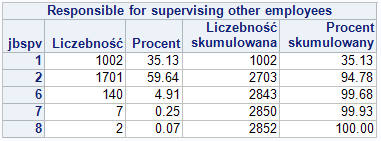 Responsible for supervising other employees
jbspv Liczebność Procent Liczebność skumulowana Procent skumulowany
1 1002 35.13 1002 35.13
2 1701 59.64 2703 94.78
6 140 4.91 2843 99.68
7 7 0.25 2850 99.93
8 2 0.07 2852 100.00